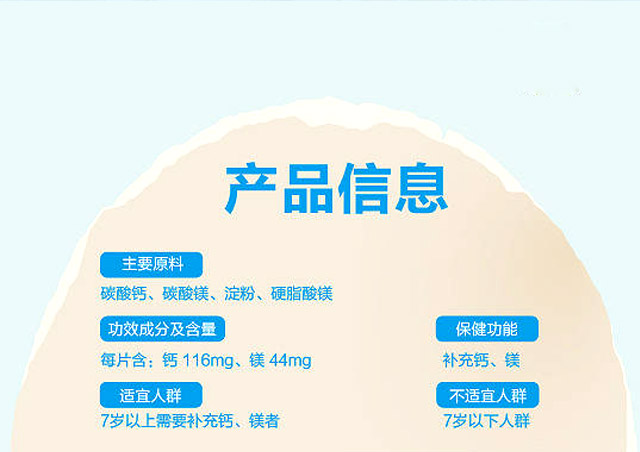 产品信息
主要原料
碳酸钙、碳酸镁、淀粉、硬脂酸镁
功效成分及含量
每片含：钙 116mg、镁 44mg
保健功能
补充钙、镁
适宜人群
7岁以上需要补充钙、镁者
不适宜人群
7岁以下人群